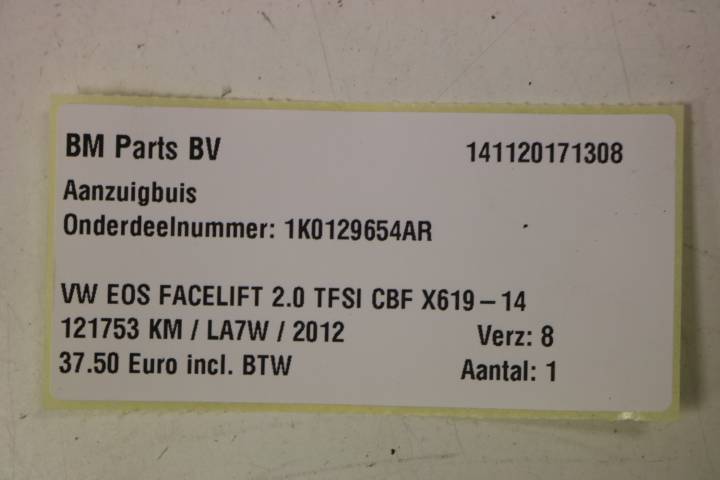 BM Parts BV 141120171308
Aanzuigbuis
Onderdeelnummer: 1K0129654AR
VW EOS FACELIFT 2.0 TFSI CBF X619-14
121753 KM / LA7W / 2012 Verz: 8
37.50 Euro incl. BTW Aantal: 1